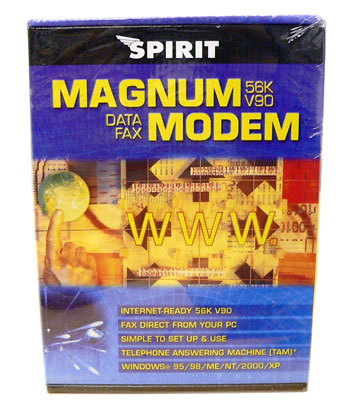 SPIRIT
MAGNUM 56K V90
DATA FAX MODEM
WWW
INTERNET-READY 56K V90
FAX DIRECT FROM YOUR PC
SIMPLE TO SET UP & USE
TELEPHONE ANSWERING MACHINE (TAM)*
WINDOWS® 95/98/ME/NT/2000/XP